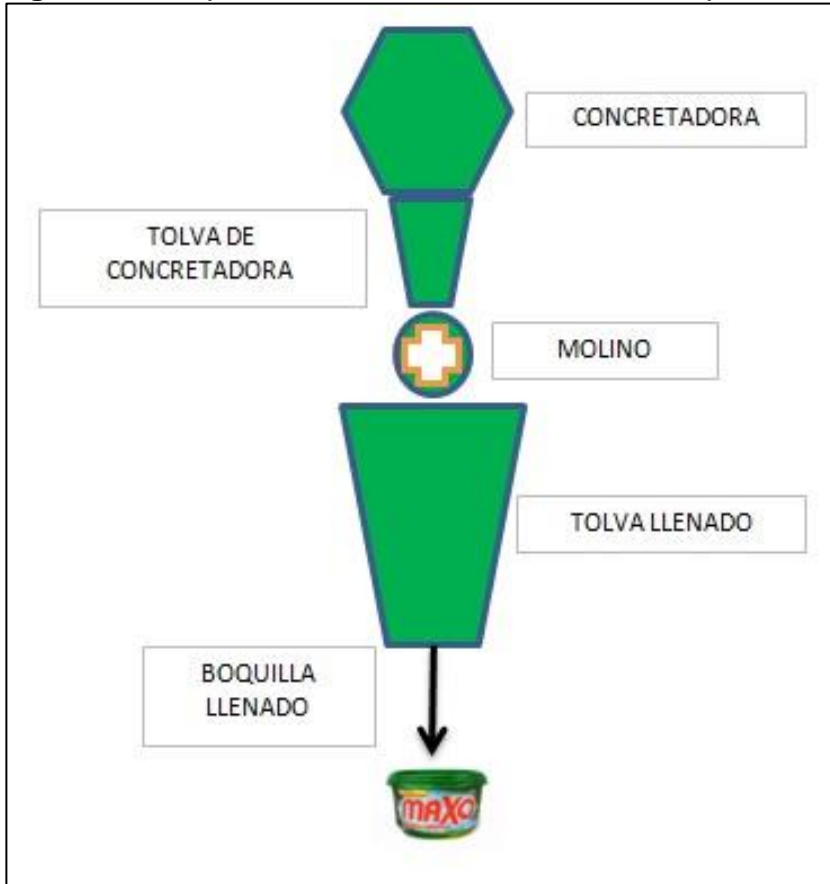 CONCRETADORA
TOLVA DE
CONCRETADORA
MOLINO
TOLVA LLENADO
BOQUILLA
LLENADO
MAXO